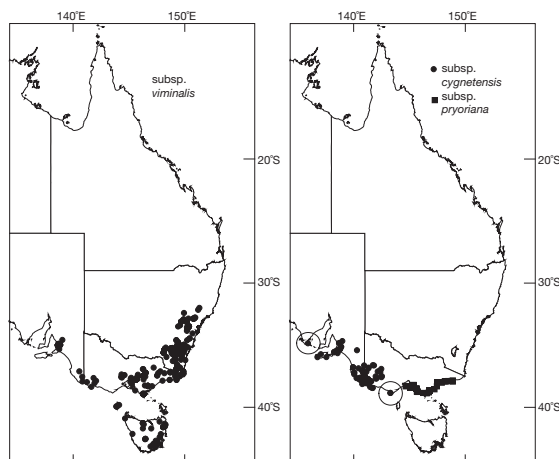 140˚E 150˚E 140˚E 150˚E
subsp.
viminalis
subsp.
cygnetensis
subsp.
pryoriana
20˚S 20˚S
30˚S 30˚S
40˚S 40˚S